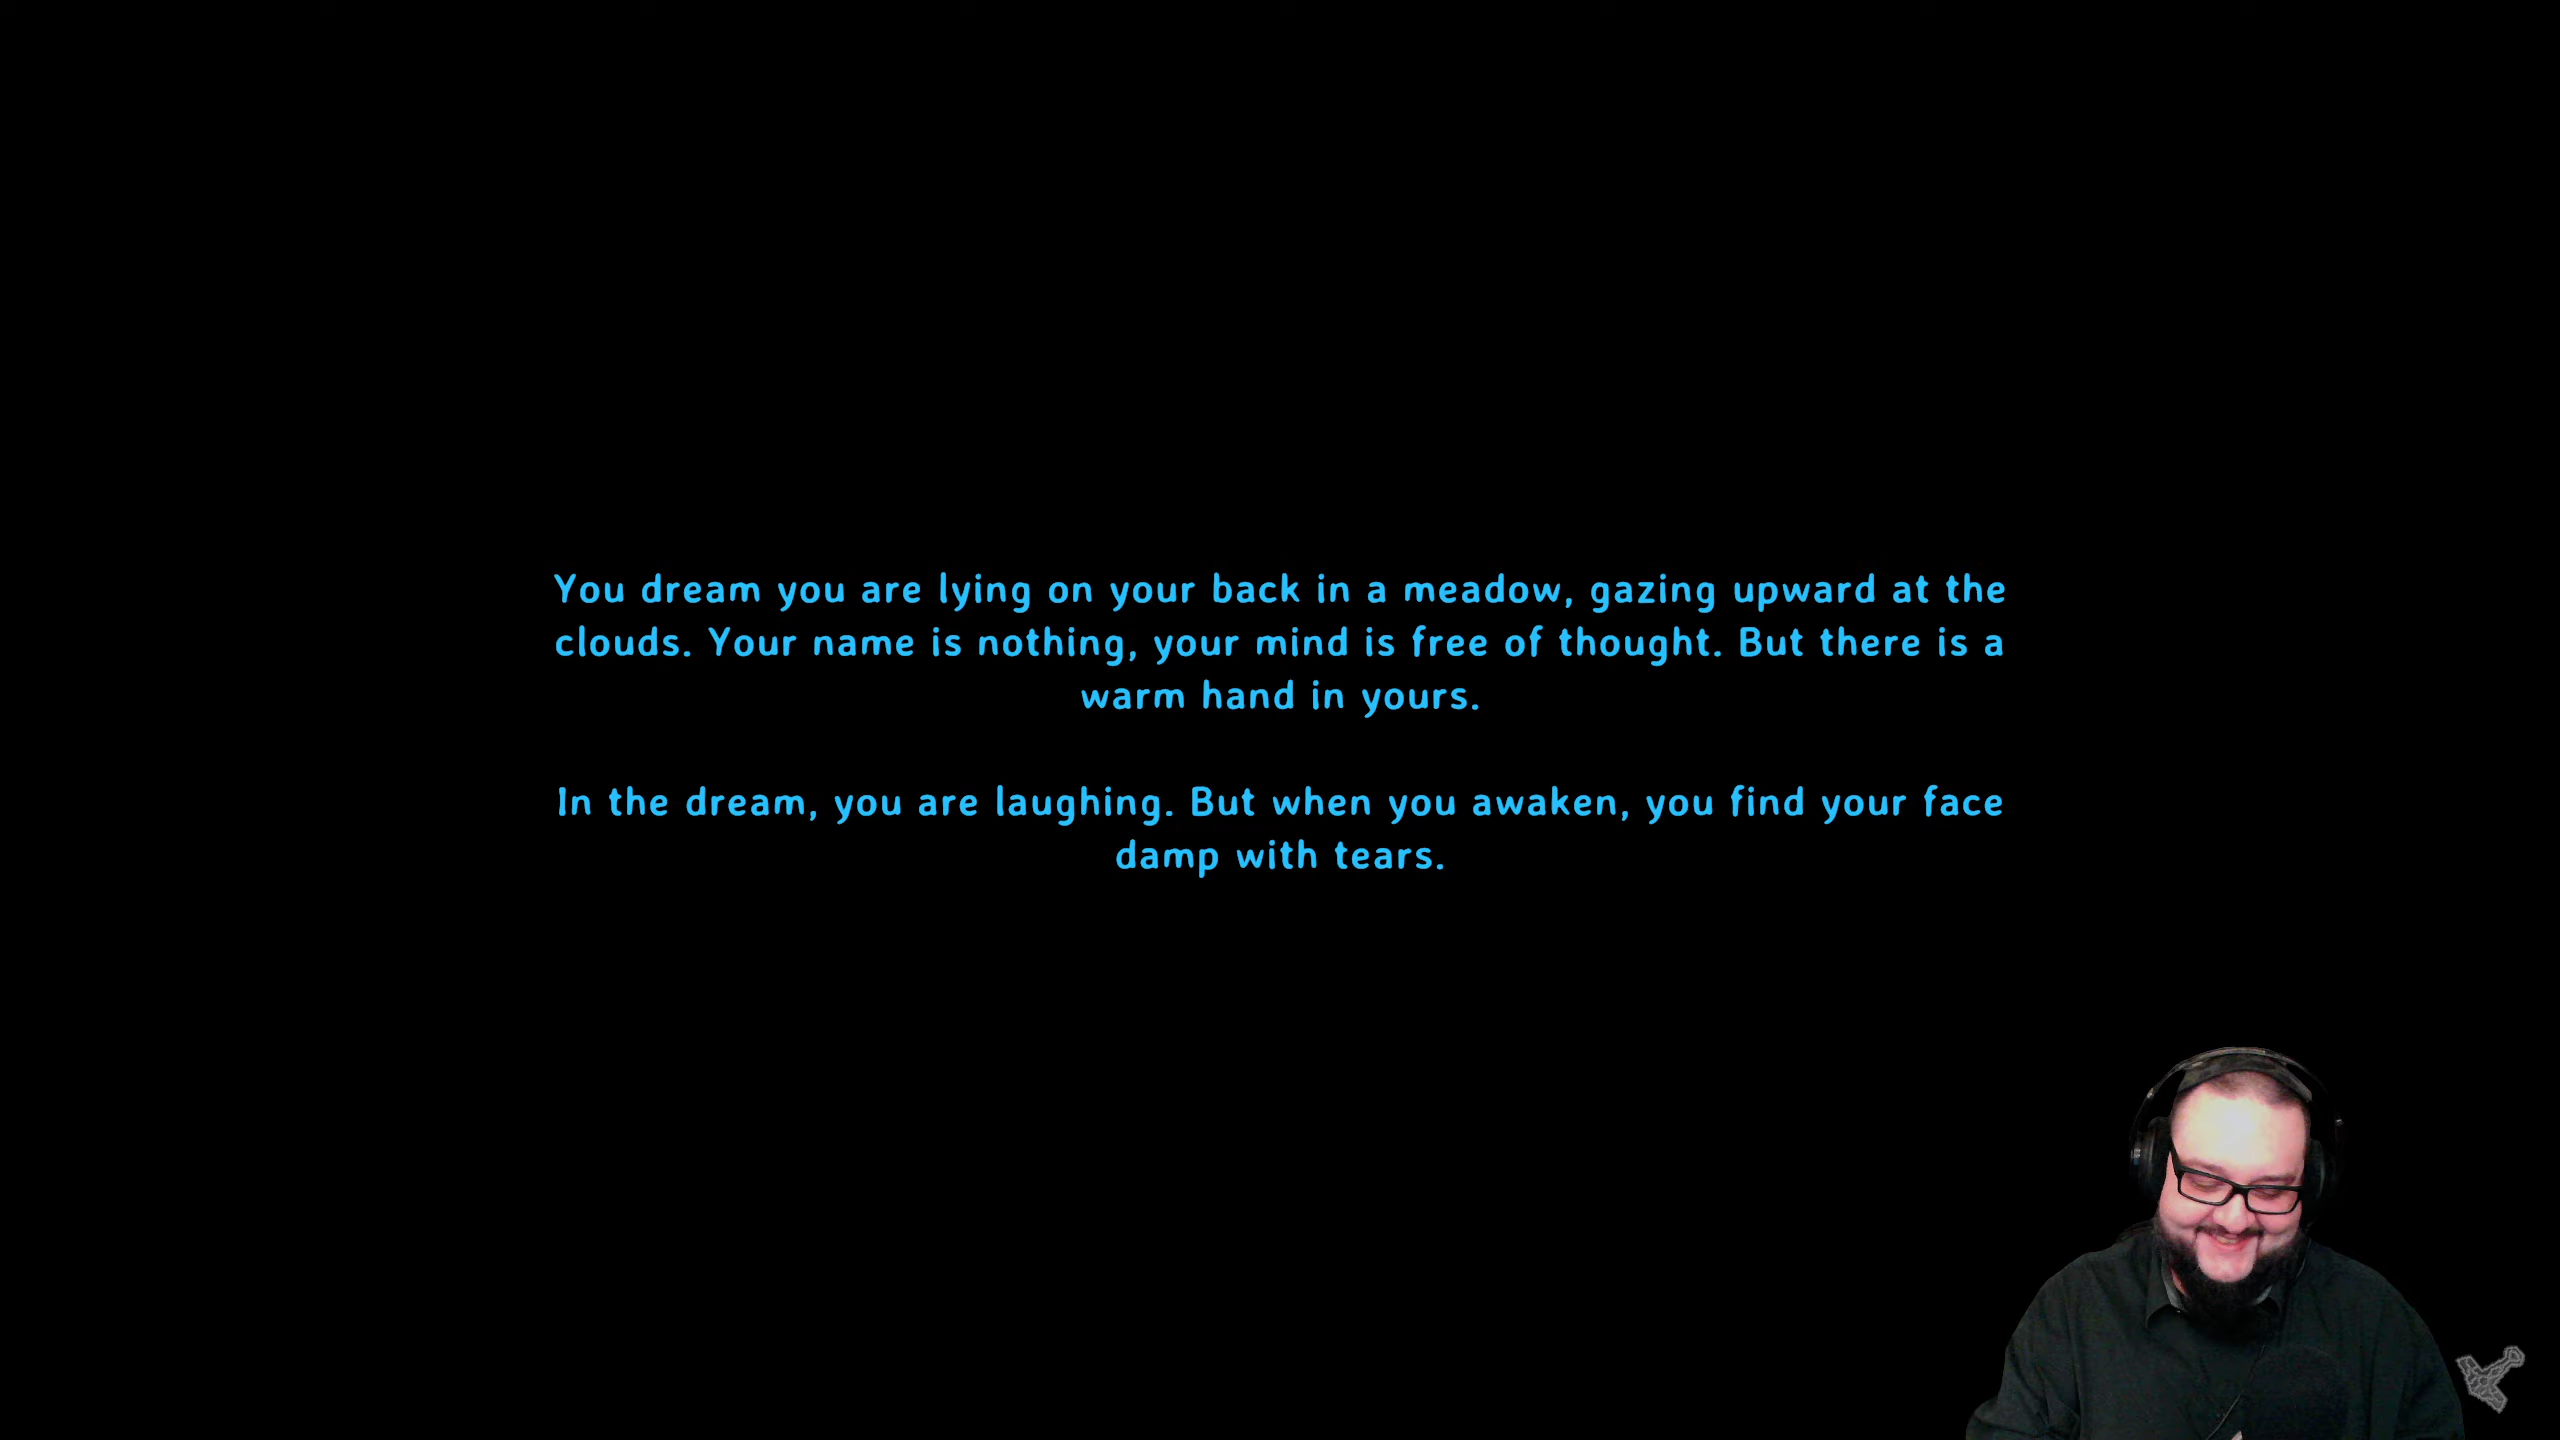 You dream you are lying on your back in a meadow, gazing upward at the
clouds. Your name is nothing, your mind is free of thought. But there is a
warm hand in yours.
In the dream, you are laughing. But when you awaken, you find your face
damp with tears.